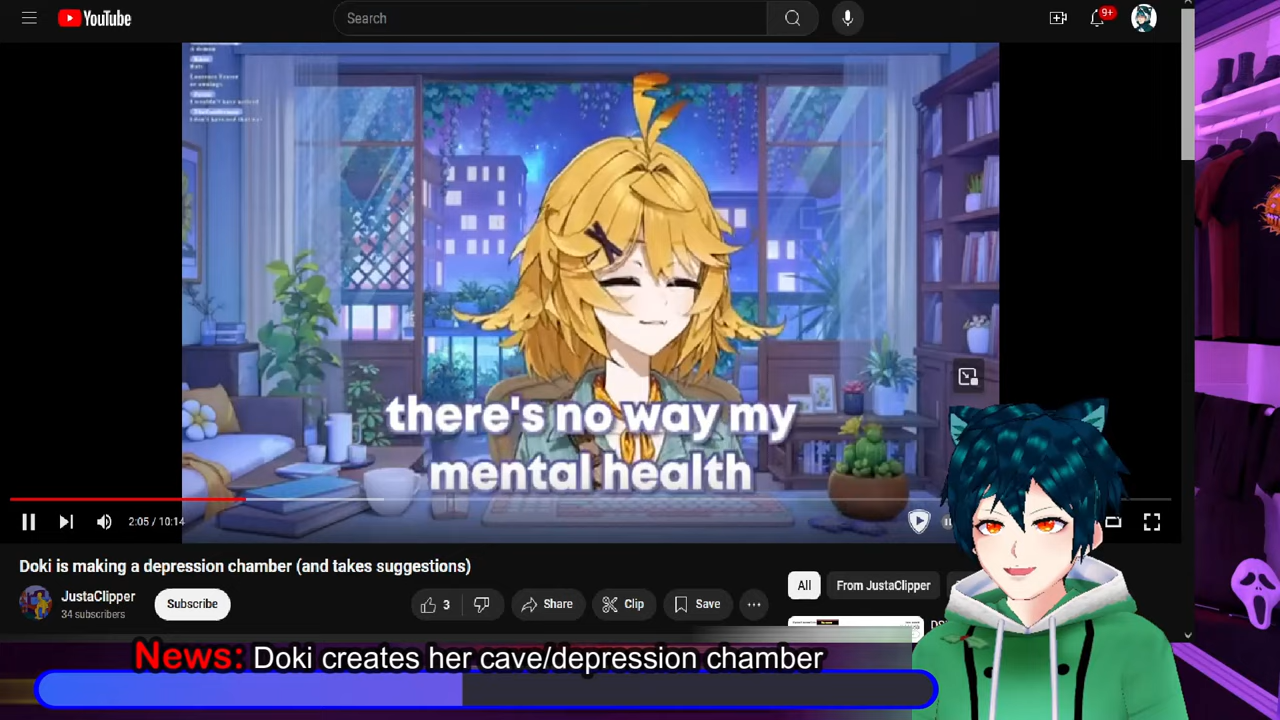 YouTube
Search
9+
there's no way my
mental health
2:05 / 10:14
Doki is making a depression chamber (and takes suggestions)
JustaClipper
34 subscribers
Subscribe
3
Share
Clip
Save
All
From JustaClipper
News: Doki creates her cave/depression chamber